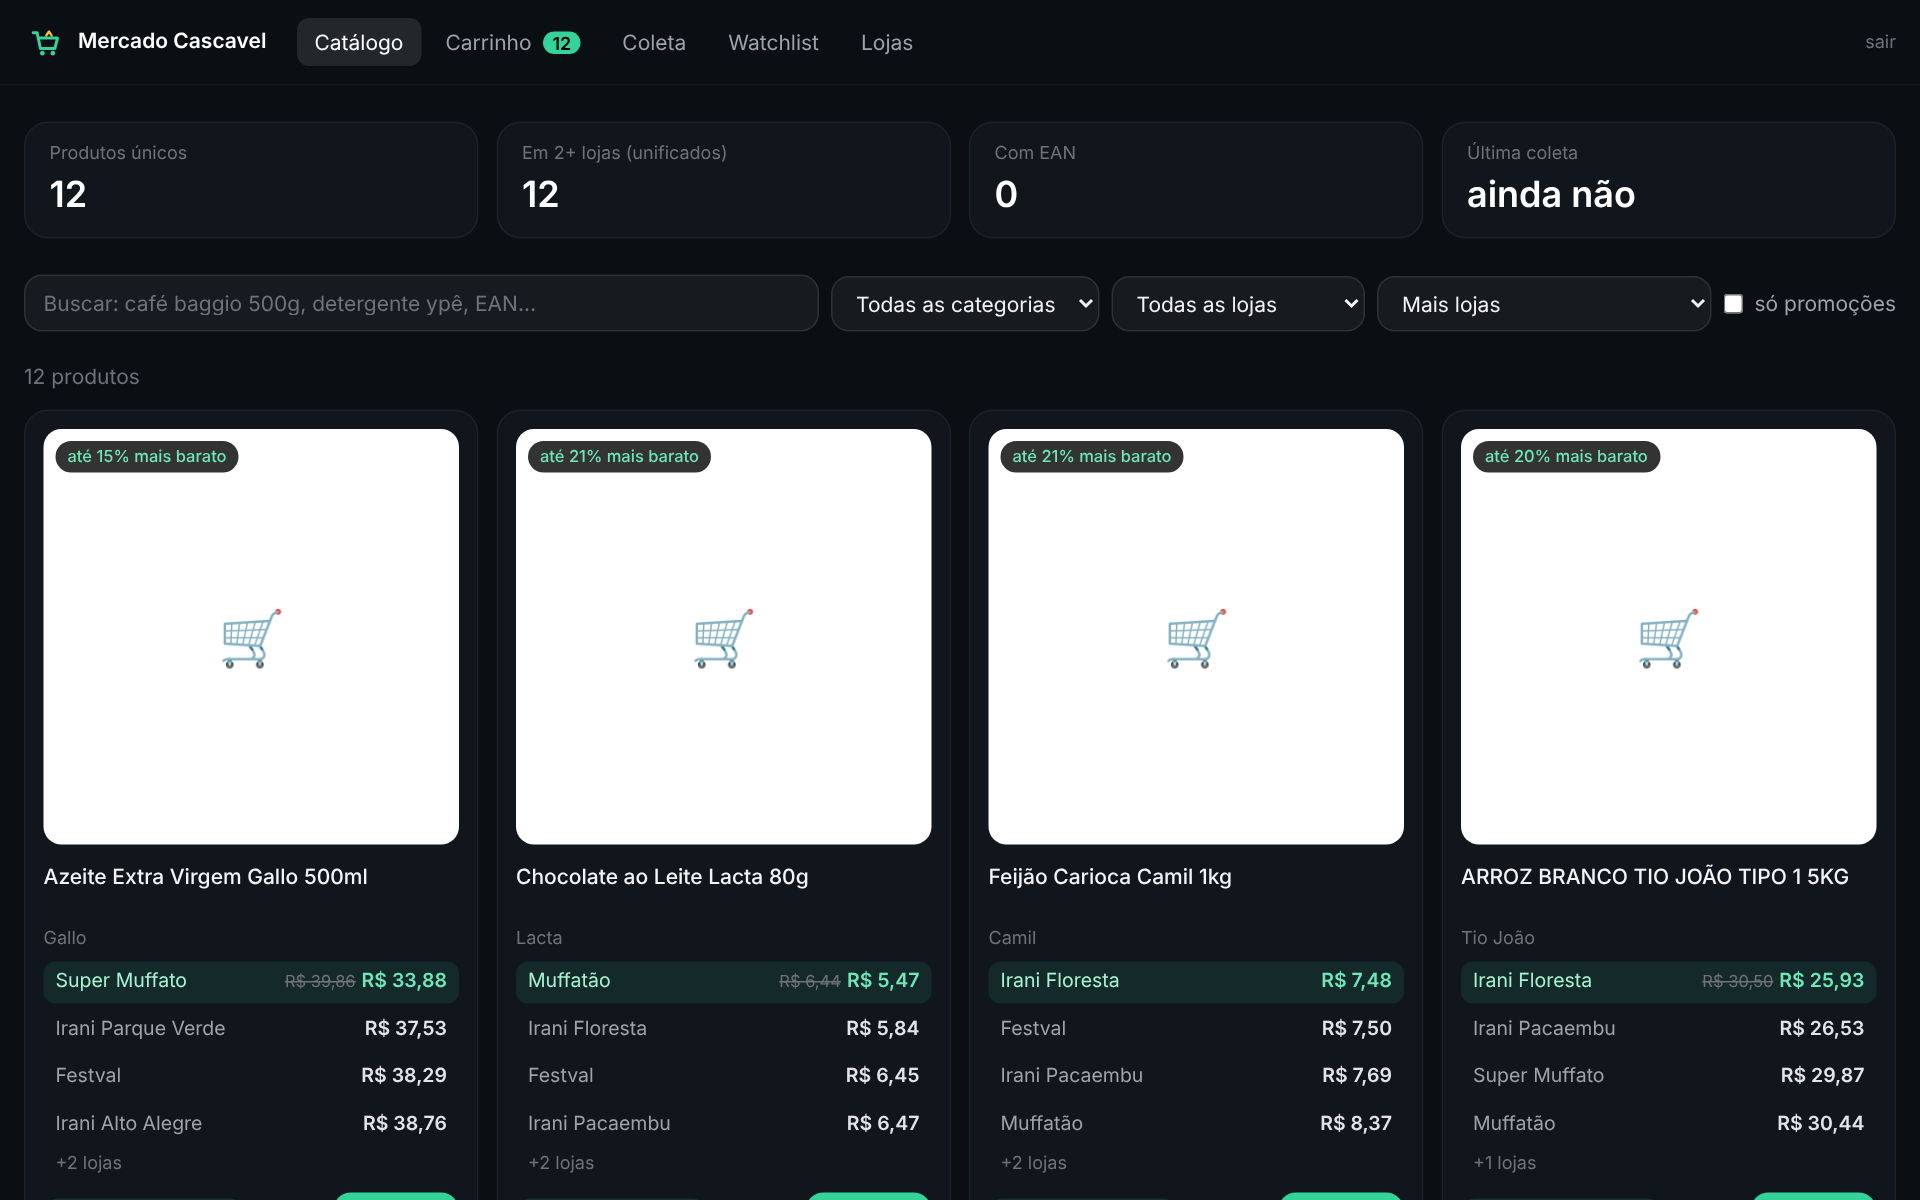 Mercado Cascavel Catálogo Carrinho 12 Coleta Watchlist Lojas sair
Produtos únicos
12
Em 2+ lojas (unificados)
12
Com EAN
0
Última coleta
ainda não
Buscar: café baggio 500g, detergente ypê, EAN... Todas as categorias Todas as lojas Mais lojas só promoções
12 produtos
até 15% mais barato
Azeite Extra Virgem Gallo 500ml
Gallo
Super Muffato R$ 39,86 R$ 33,88
Irani Parque Verde R$ 37,53
Festval R$ 38,29
Irani Alto Alegre R$ 38,76
+2 lojas
até 21% mais barato
Chocolate ao Leite Lacta 80g
Lacta
Muffatão R$ 6,44 R$ 5,47
Irani Floresta R$ 5,84
Festval R$ 6,45
Irani Pacaembu R$ 6,47
+2 lojas
até 21% mais barato
Feijão Carioca Camil 1kg
Camil
Irani Floresta R$ 7,48
Festval R$ 7,50
Irani Pacaembu R$ 7,69
Muffatão R$ 8,37
+2 lojas
até 20% mais barato
ARROZ BRANCO TIO JOÃO TIPO 1 5KG
Tio João
Irani Floresta R$ 30,50 R$ 25,93
Irani Pacaembu R$ 26,53
Super Muffato R$ 29,87
Muffatão R$ 30,44
+1 lojas